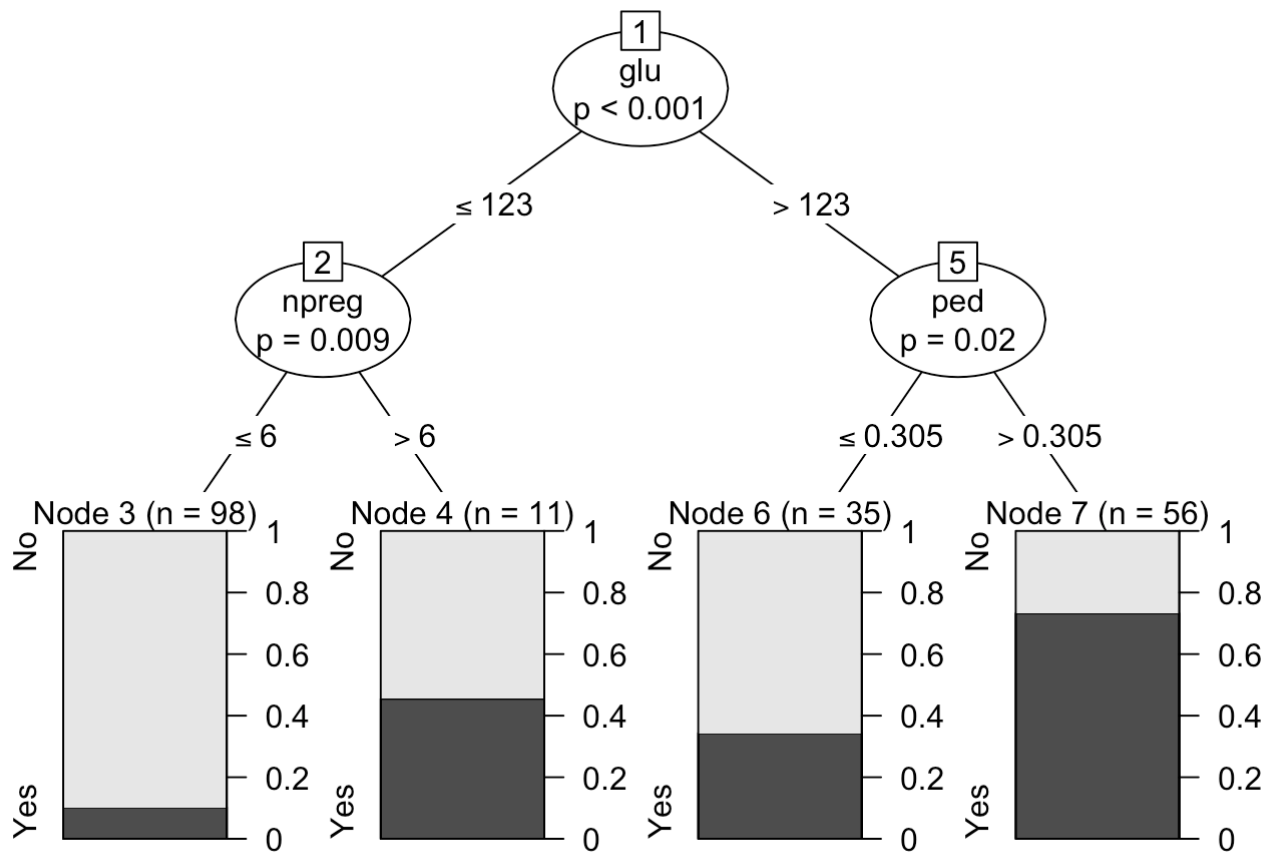 1
glu
p < 0.001
≤ 123
> 123
2
npreg
p = 0.009
5
ped
p = 0.02
≤ 6
> 6
≤ 0.305
> 0.305
Node 3 (n = 98)
No
Yes
1
0.8
0.6
0.4
0.2
0
Node 4 (n = 11)
No
Yes
1
0.8
0.6
0.4
0.2
0
Node 6 (n = 35)
No
Yes
1
0.8
0.6
0.4
0.2
0
Node 7 (n = 56)
No
Yes
1
0.8
0.6
0.4
0.2
0